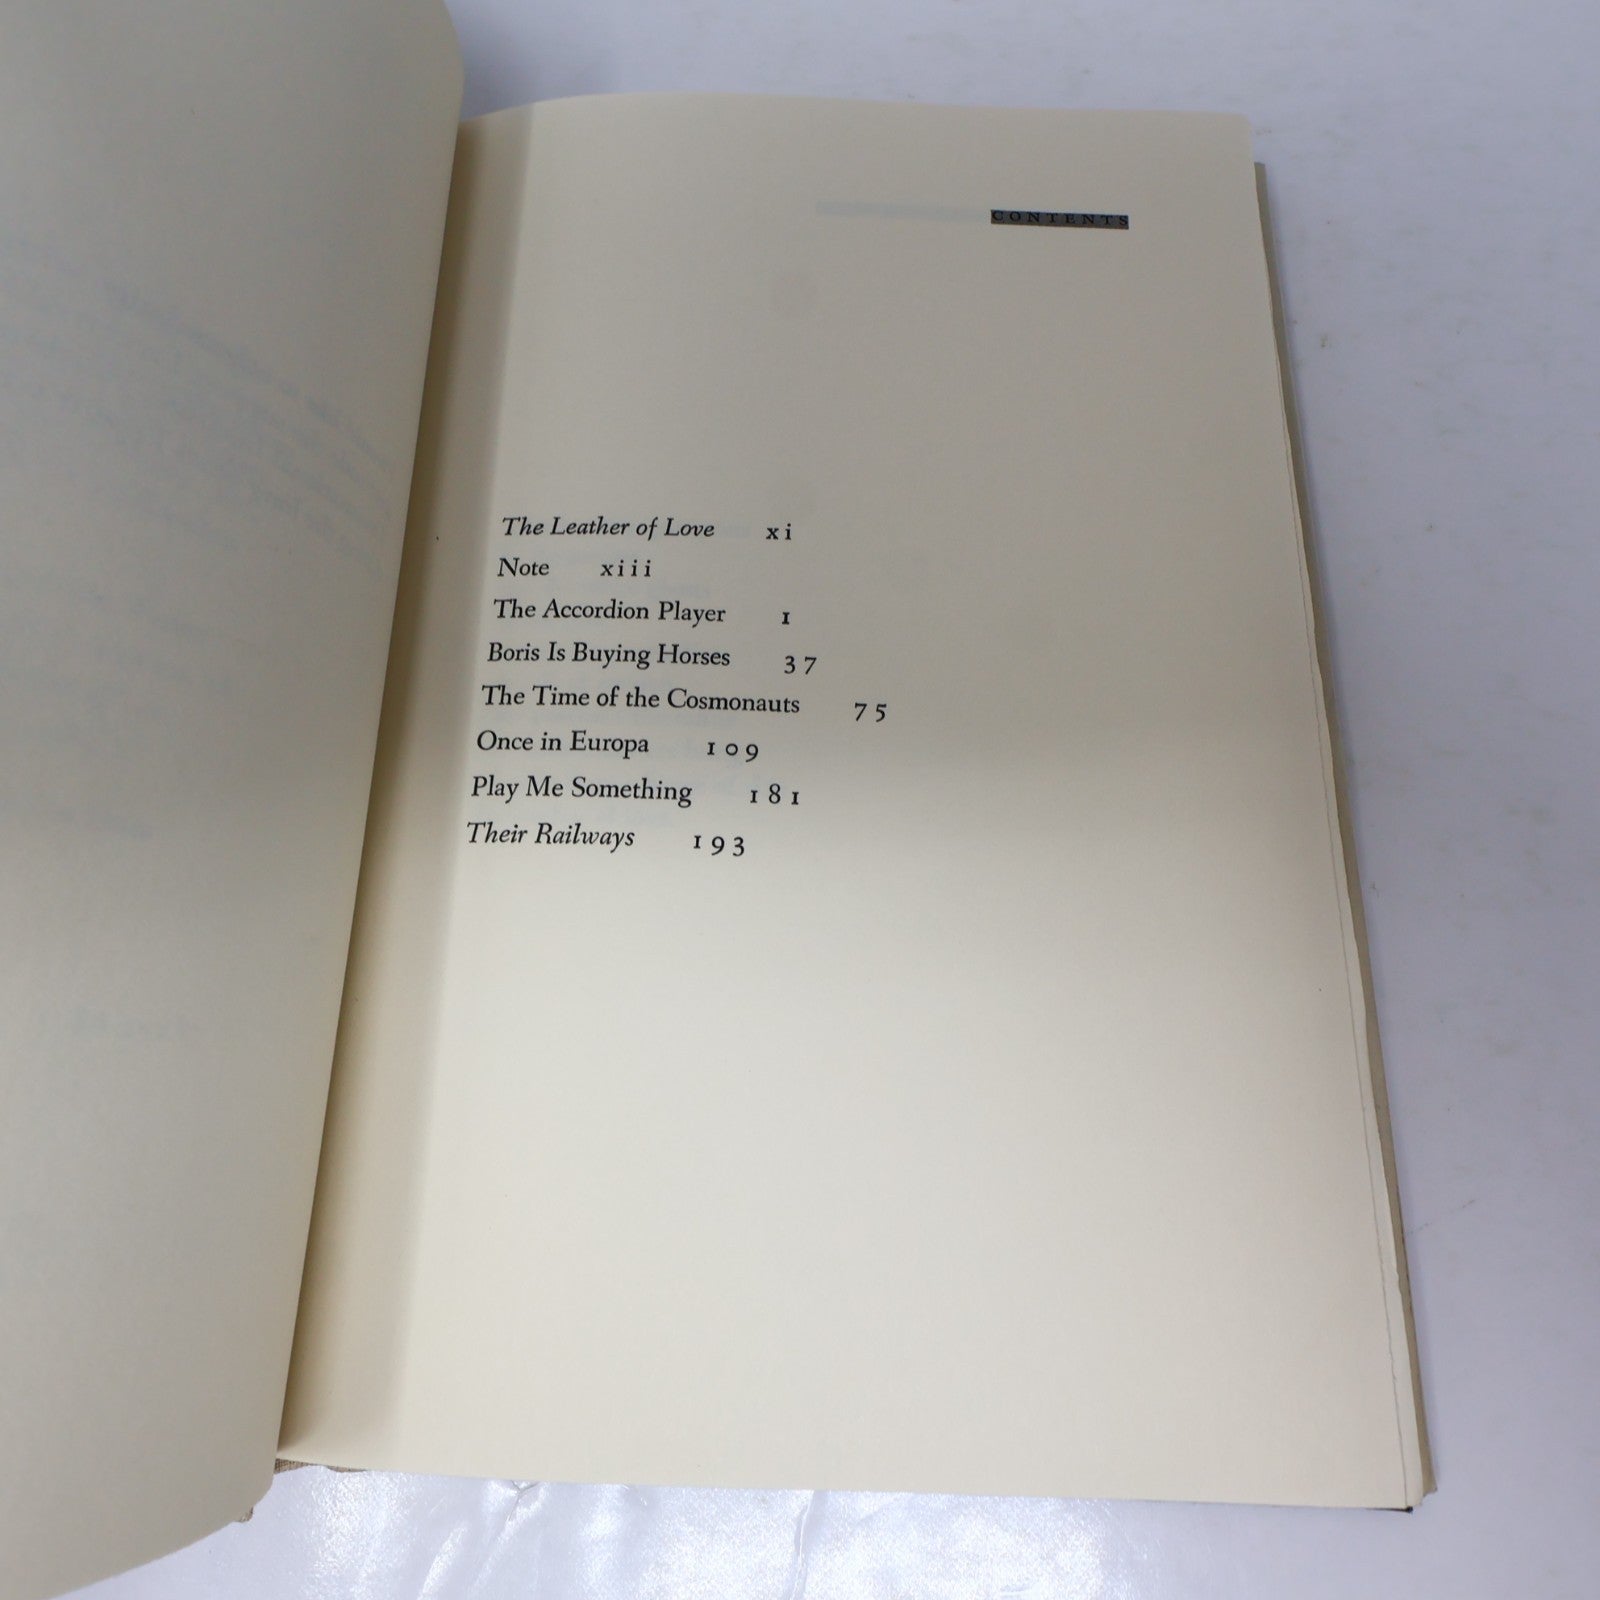 CONTENTS
The Leather of Love xi
Note xiii
The Accordion Player 1
Boris Is Buying Horses 37
The Time of the Cosmonauts 75
Once in Europa 109
Play Me Something 181
Their Railways 193